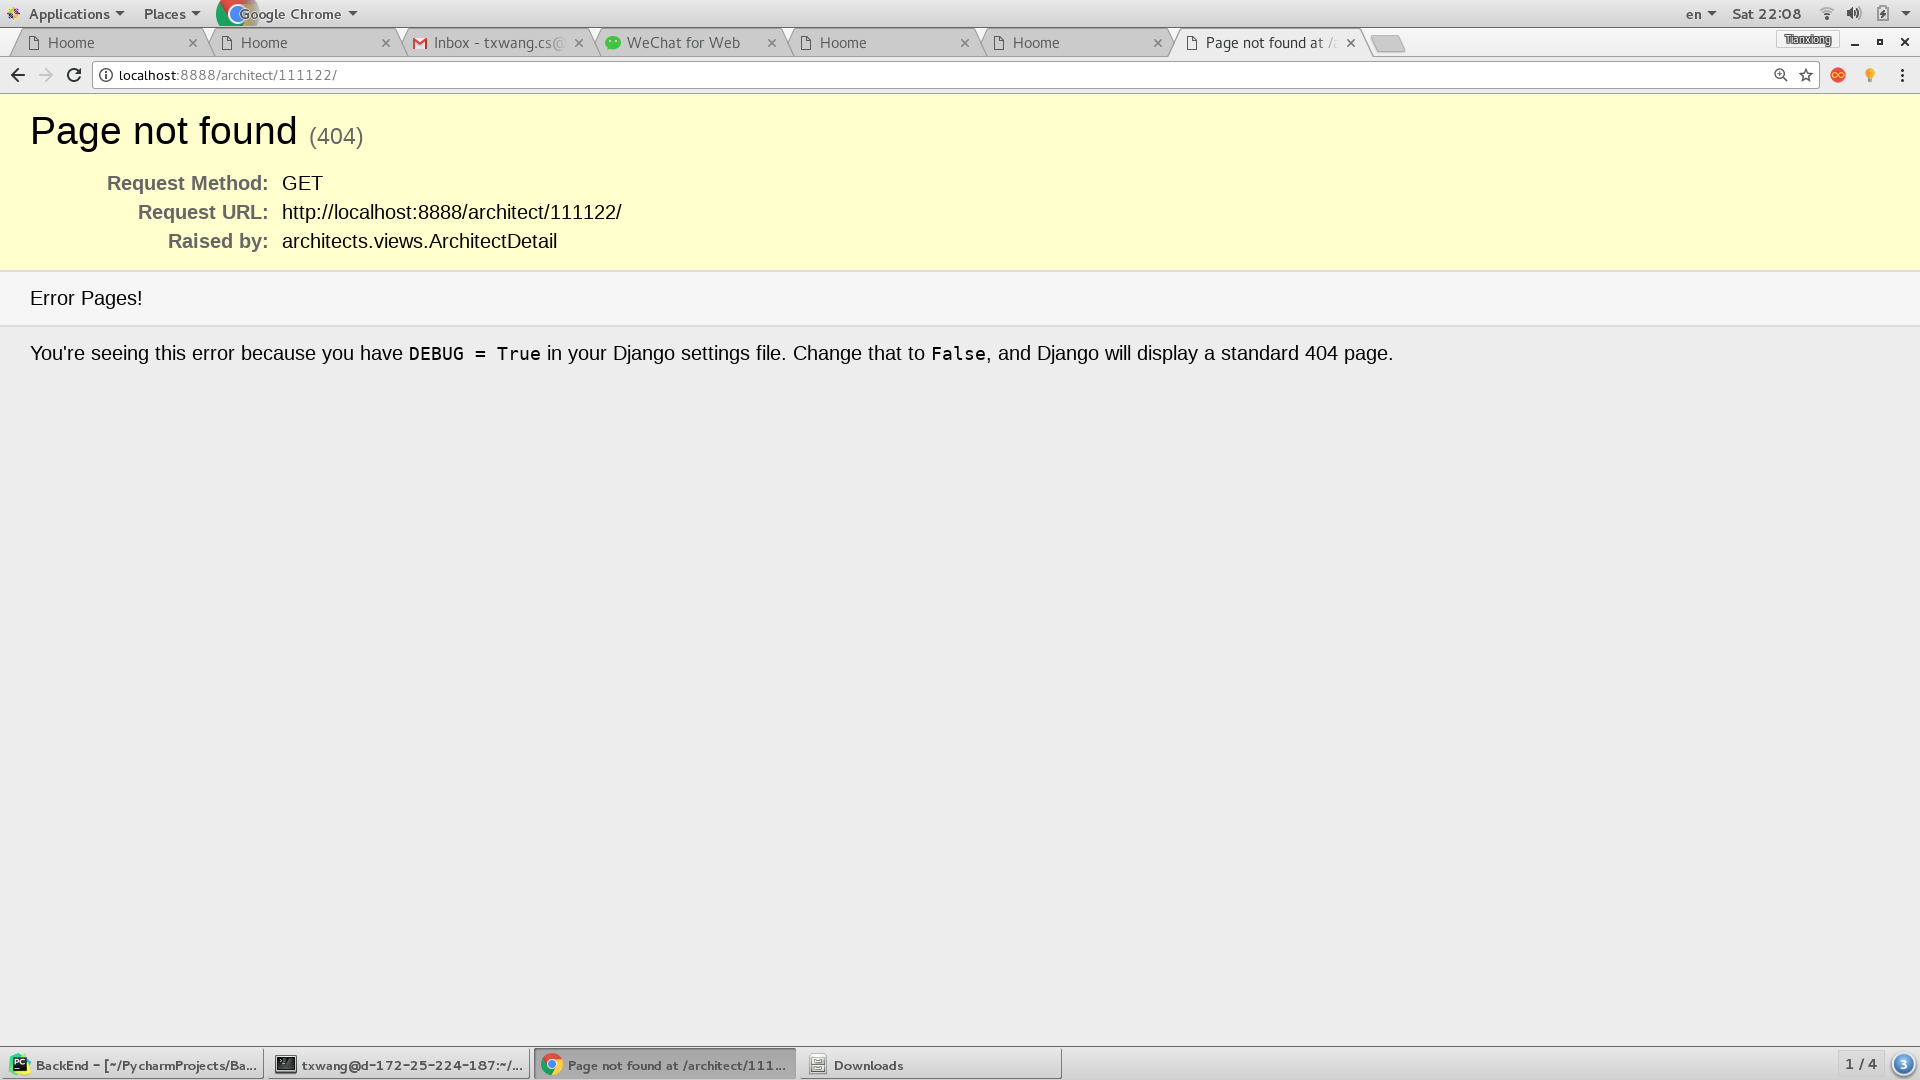 Applications Places Google Chrome en Sat 22:08
Hoome Hoome Inbox - txwang.cs@ WeChat for Web Hoome Hoome Page not found at /a Tianxiong
localhost:8888/architect/111122/
Page not found (404)
Request Method: GET
Request URL: http://localhost:8888/architect/111122/
Raised by: architects.views.ArchitectDetail
Error Pages!
You're seeing this error because you have DEBUG = True in your Django settings file. Change that to False, and Django will display a standard 404 page.
BackEnd - [~/PycharmProjects/Ba... txwang@d-172-25-224-187:~/... Page not found at /architect/111... Downloads 1 / 4 3